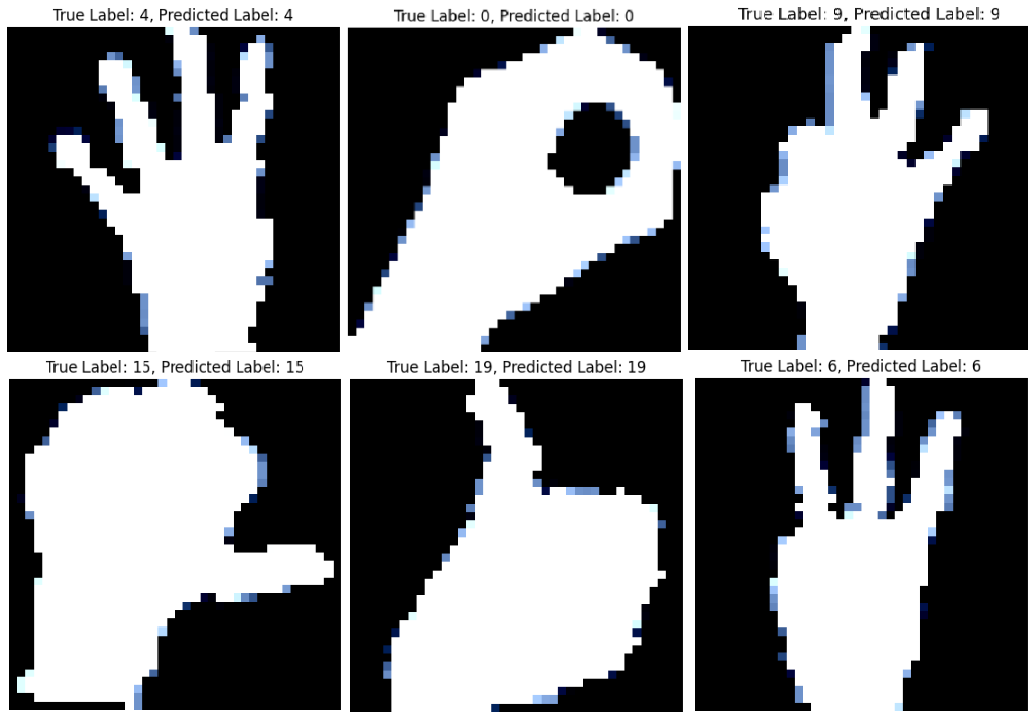 True Label: 4, Predicted Label: 4
True Label: 0, Predicted Label: 0
True Label: 9, Predicted Label: 9
True Label: 15, Predicted Label: 15
True Label: 19, Predicted Label: 19
True Label: 6, Predicted Label: 6